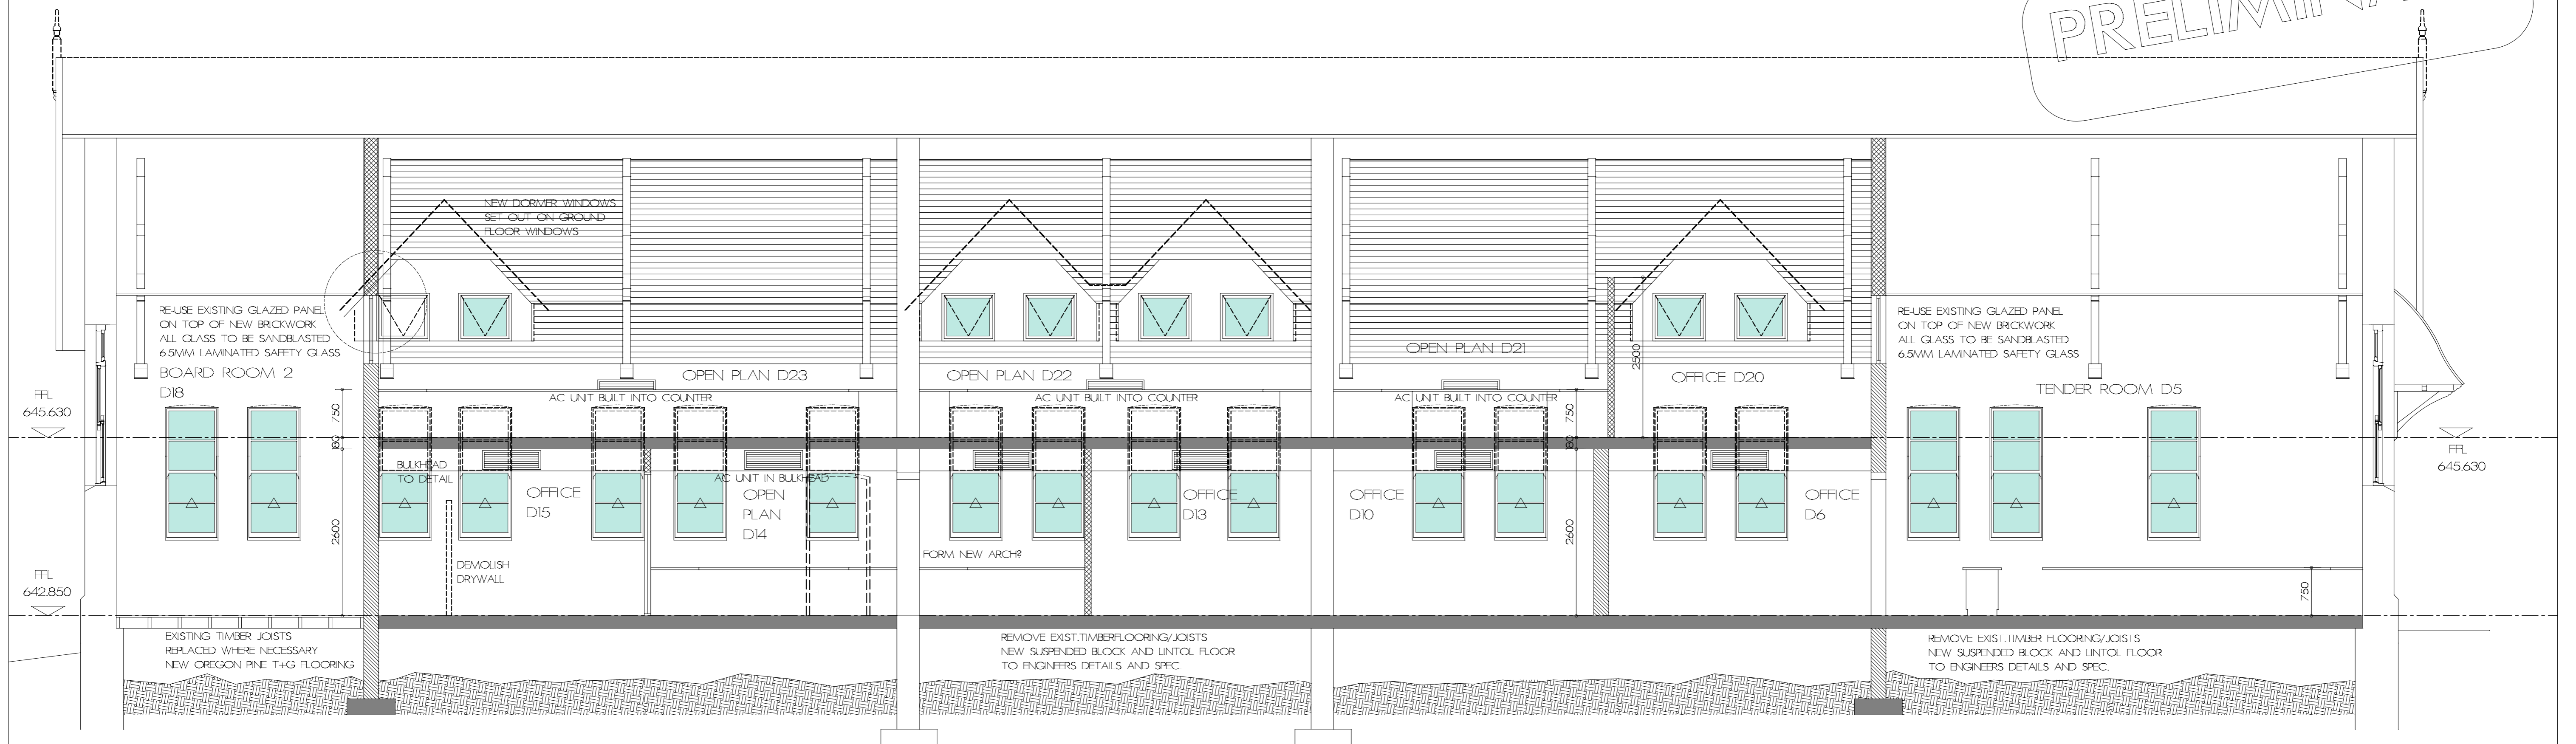 PRELIMINA
NEW DORMER WINDOWS
SET OUT ON GROUND
FLOOR WINDOWS
RE-USE EXISTING GLAZED PANEL
ON TOP OF NEW BRICKWORK
ALL GLASS TO BE SANDBLASTED
6.5MM LAMINATED SAFETY GLASS
BOARD ROOM 2
D18
RE-USE EXISTING GLAZED PANEL
ON TOP OF NEW BRICKWORK
ALL GLASS TO BE SANDBLASTED
6.5MM LAMINATED SAFETY GLASS
OPEN PLAN D23
OPEN PLAN D22
OPEN PLAN D21
2500
OFFICE D20
TENDER ROOM D5
AC UNIT BUILT INTO COUNTER
AC UNIT BUILT INTO COUNTER
AC UNIT BUILT INTO COUNTER
FFL
645.630
750
180
2600
750
180
2600
FFL
645.630
BULKHEAD
TO DETAIL
OFFICE
D15
AC UNIT IN BULKHEAD
OPEN
PLAN
D14
OFFICE
D13
OFFICE
D10
OFFICE
D6
FORM NEW ARCH?
DEMOLISH
DRYWALL
FFL
642.850
750
EXISTING TIMBER JOISTS
REPLACED WHERE NECESSARY
NEW OREGON PINE T+G FLOORING
REMOVE EXIST.TIMBERFLOORING/JOISTS
NEW SUSPENDED BLOCK AND LINTOL FLOOR
TO ENGINEERS DETAILS AND SPEC.
REMOVE EXIST.TIMBER FLOORING/JOISTS
NEW SUSPENDED BLOCK AND LINTOL FLOOR
TO ENGINEERS DETAILS AND SPEC.